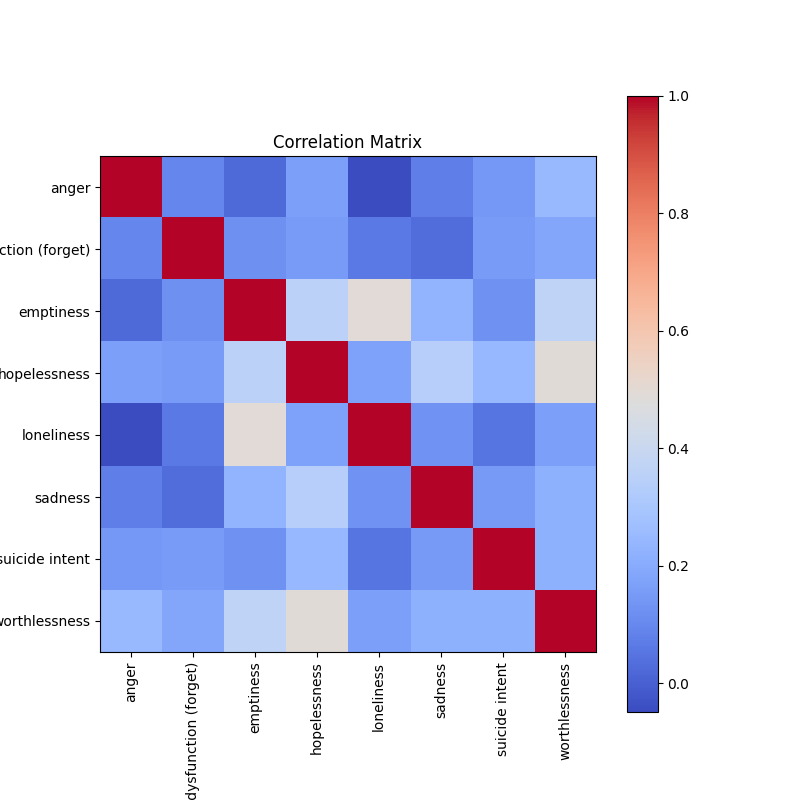 Correlation Matrix
anger
ction (forget)
emptiness
hopelessness
loneliness
sadness
suicide intent
worthlessness
anger
dysfunction (forget)
emptiness
hopelessness
loneliness
sadness
suicide intent
worthlessness
1.0
0.8
0.6
0.4
0.2
0.0